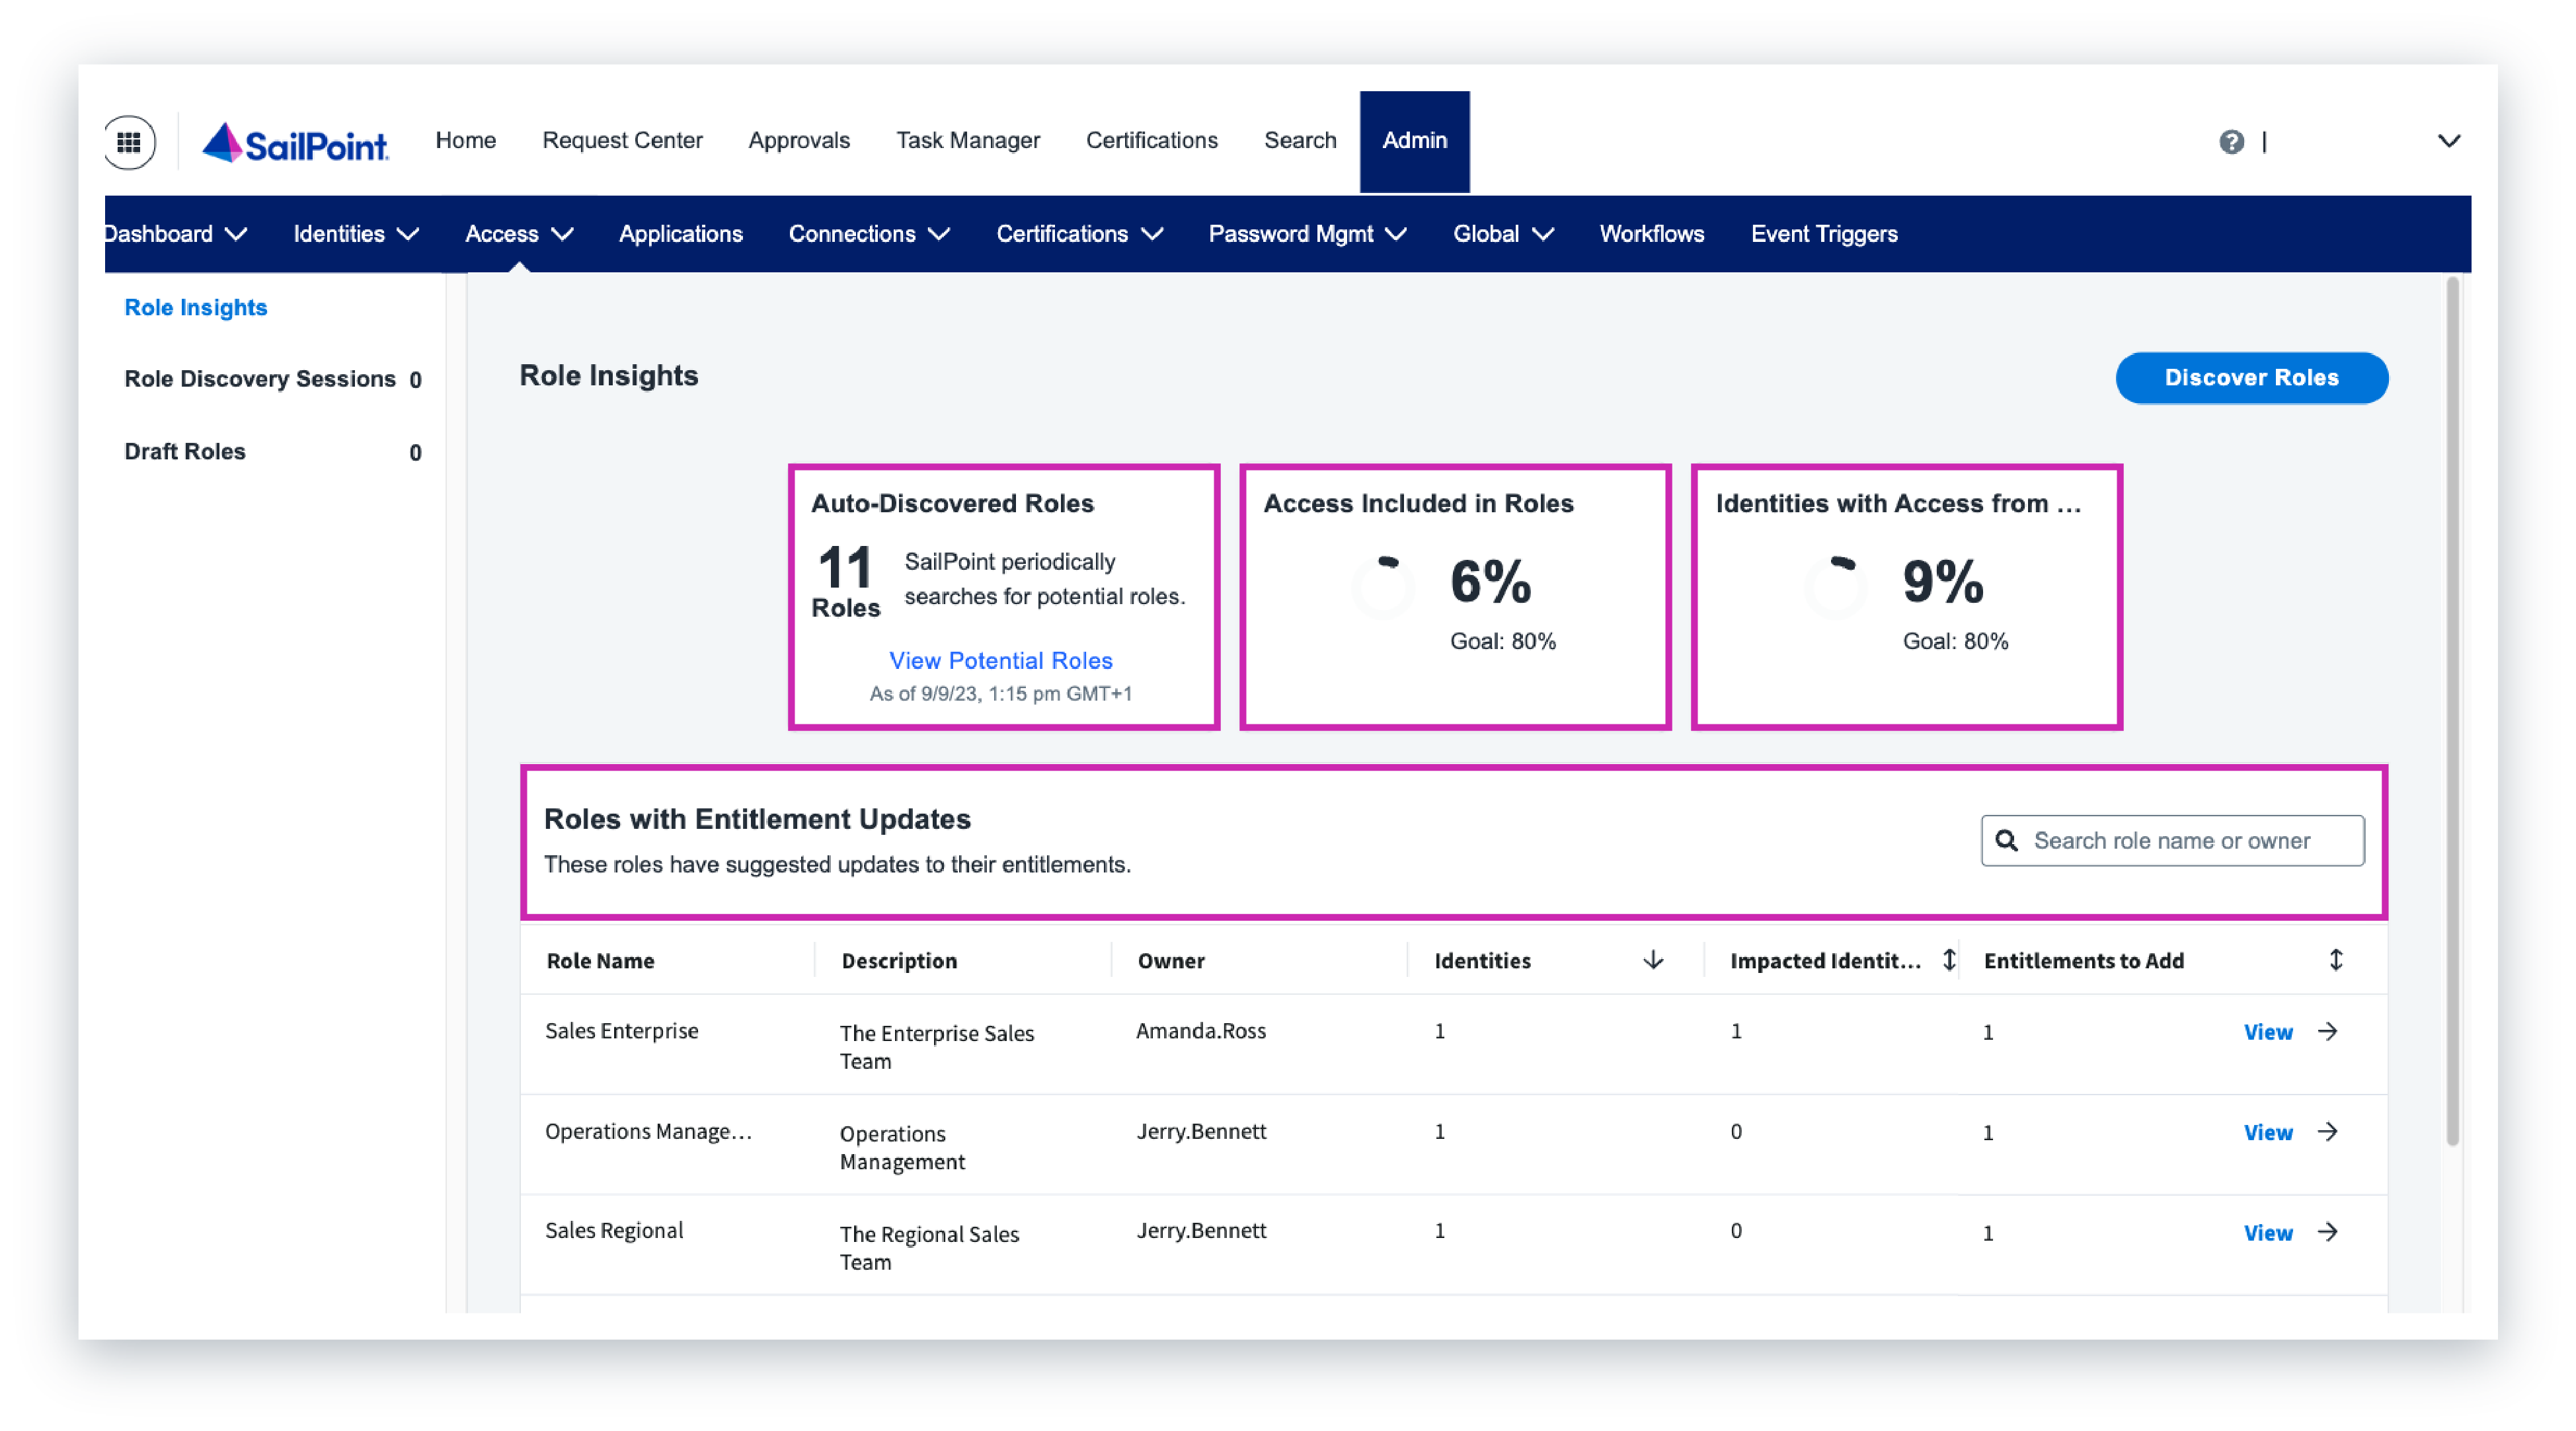 SailPoint.
Home Request Center Approvals Task Manager Certifications Search Admin
? |
Dashboard Identities Access Applications Connections Certifications Password Mgmt Global Workflows Event Triggers
Role Insights
Role Discovery Sessions 0
Draft Roles 0
Role Insights
Discover Roles
Auto-Discovered Roles
11
Roles
SailPoint periodically
searches for potential roles.
View Potential Roles
As of 9/9/23, 1:15 pm GMT+1
Access Included in Roles
6%
Goal: 80%
Identities with Access from ...
9%
Goal: 80%
Roles with Entitlement Updates
These roles have suggested updates to their entitlements.
Search role name or owner
Role Name Description Owner Identities Impacted Identit... Entitlements to Add
Sales Enterprise The Enterprise Sales Amanda.Ross 1 1 1 View
Team
Operations Manage... Operations Jerry.Bennett 1 0 1 View
Management
Sales Regional The Regional Sales Jerry.Bennett 1 0 1 View
Team